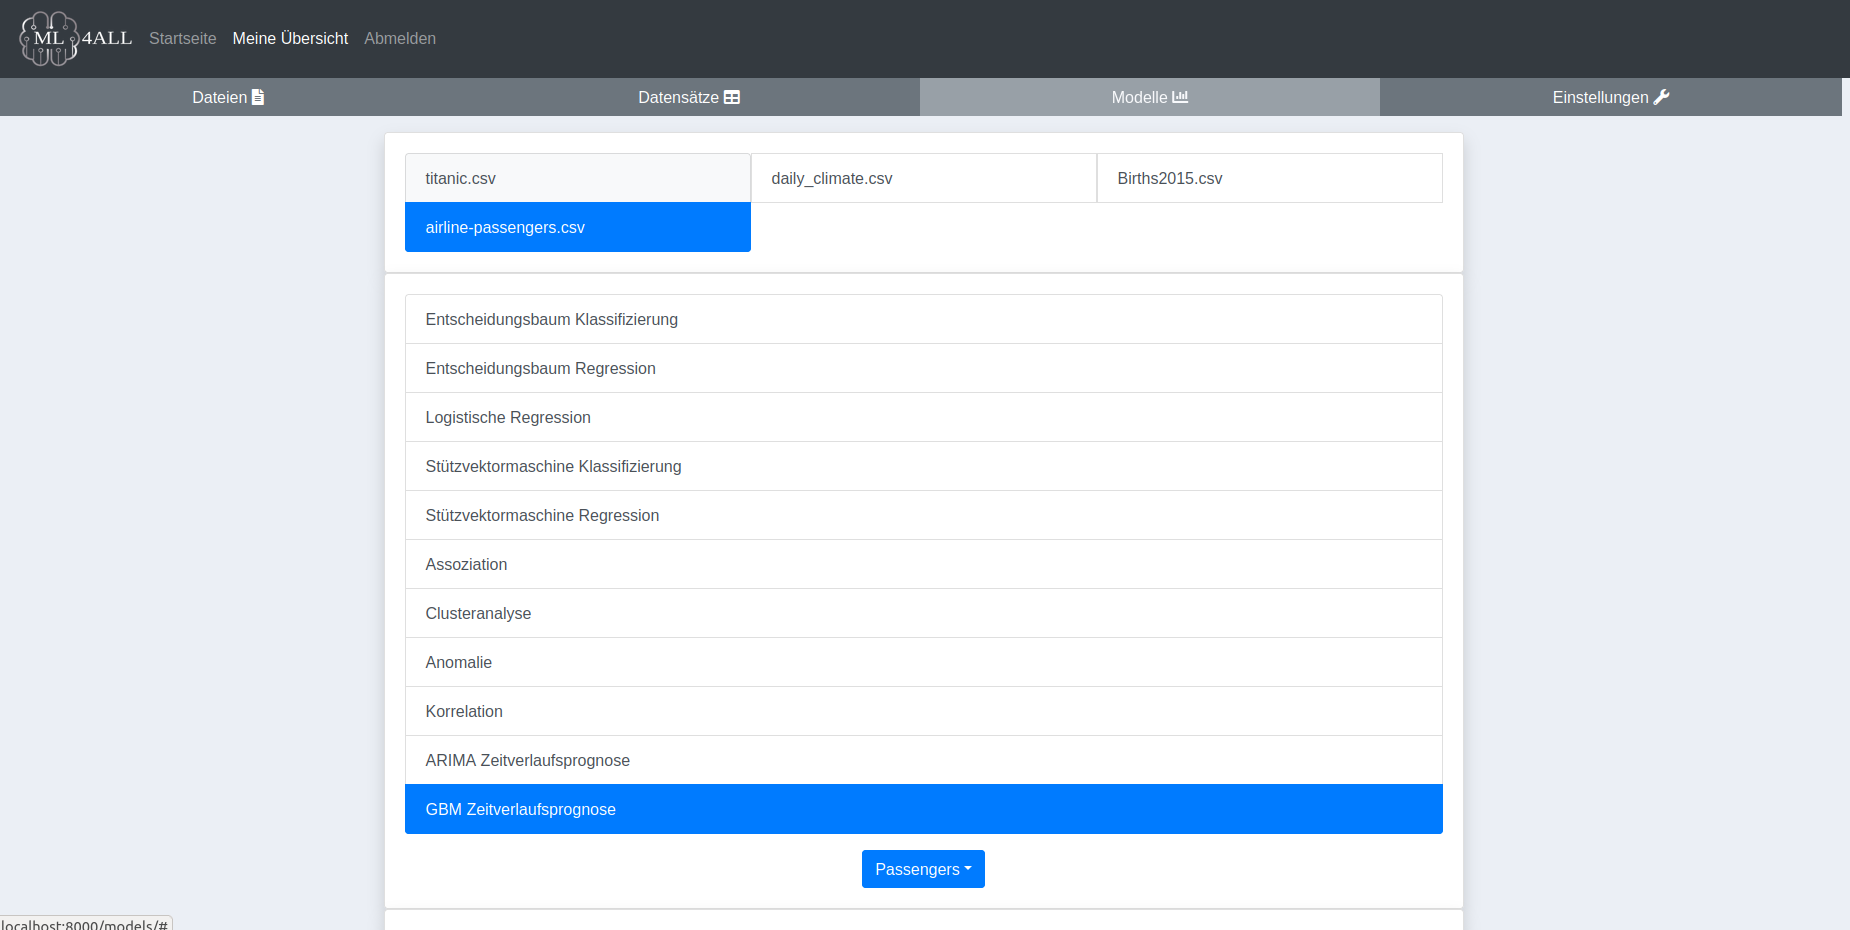 ML 4ALL Startseite Meine Übersicht Abmelden
Dateien Datensätze Modelle Einstellungen
titanic.csv daily_climate.csv Births2015.csv
airline-passengers.csv
Entscheidungsbaum Klassifizierung
Entscheidungsbaum Regression
Logistische Regression
Stützvektormaschine Klassifizierung
Stützvektormaschine Regression
Assoziation
Clusteranalyse
Anomalie
Korrelation
ARIMA Zeitverlaufsprognose
GBM Zeitverlaufsprognose
Passengers
localhost:8000/models/#